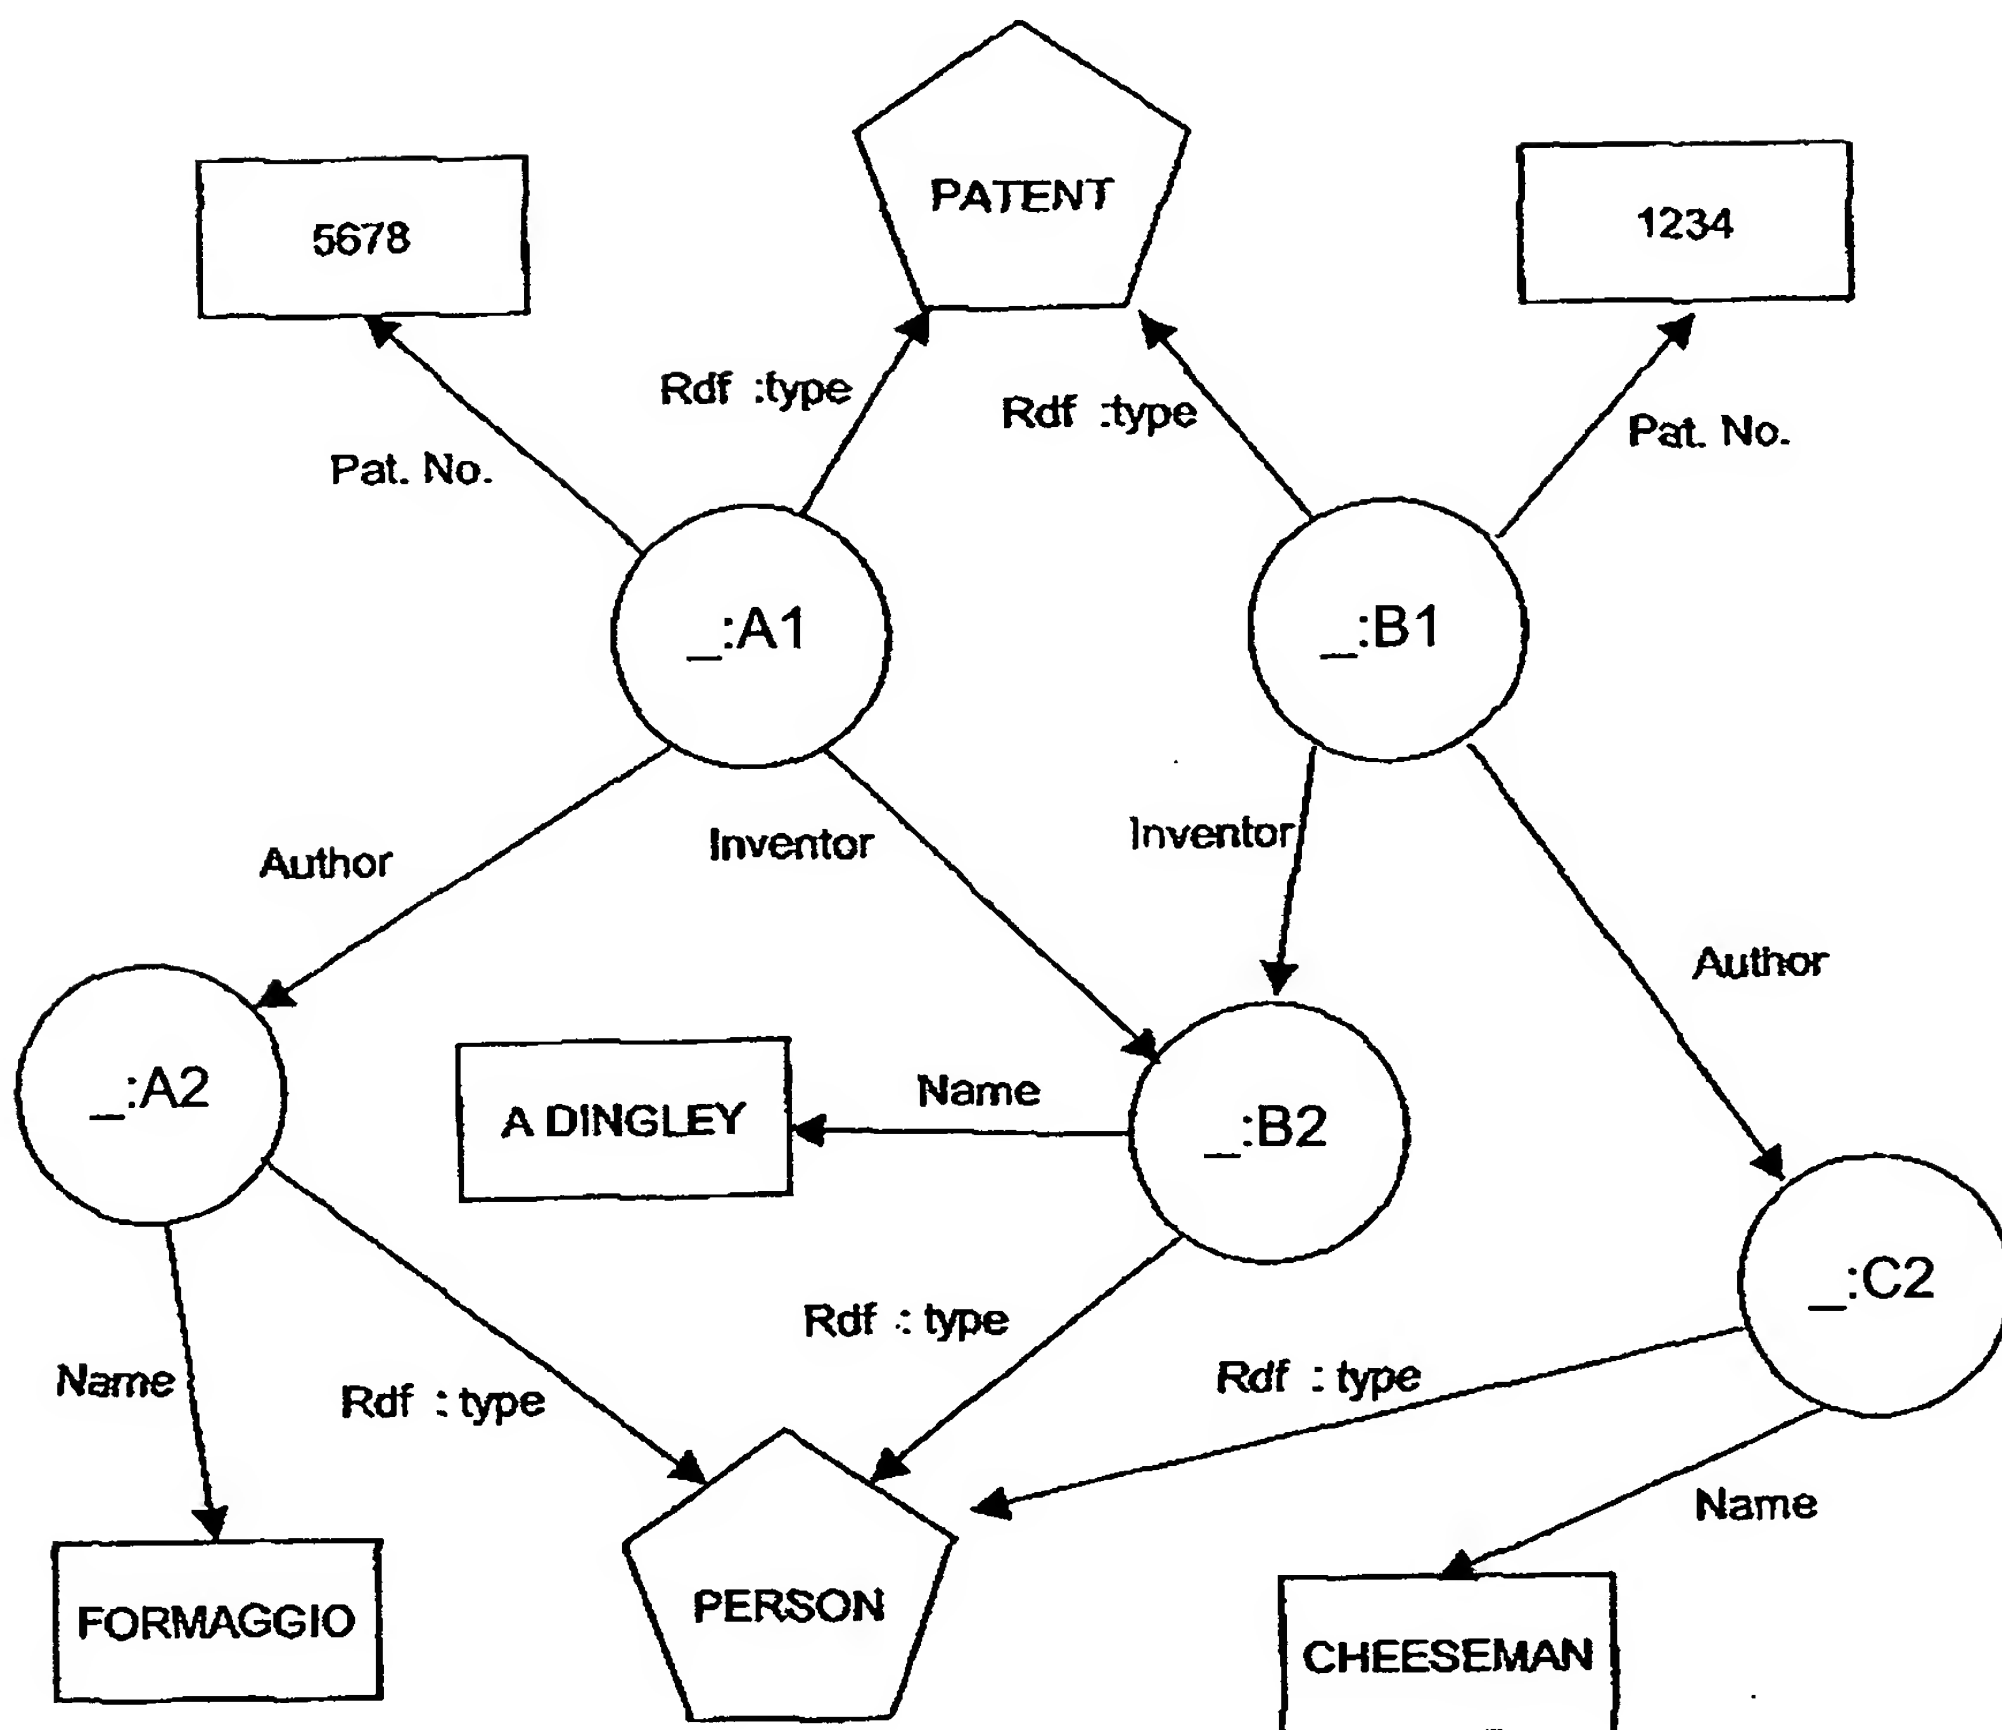 PATENT
5678
1234
Rdf :type
Rdf :type
Pat. No.
Pat. No.
_:A1
_:B1
Author
Inventor
Inventor
Author
_:A2
A DINGLEY
Name
_:B2
_:C2
Name
Rdf : type
Rdf : type
Rdf : type
Name
FORMAGGIO
PERSON
CHEESEMAN